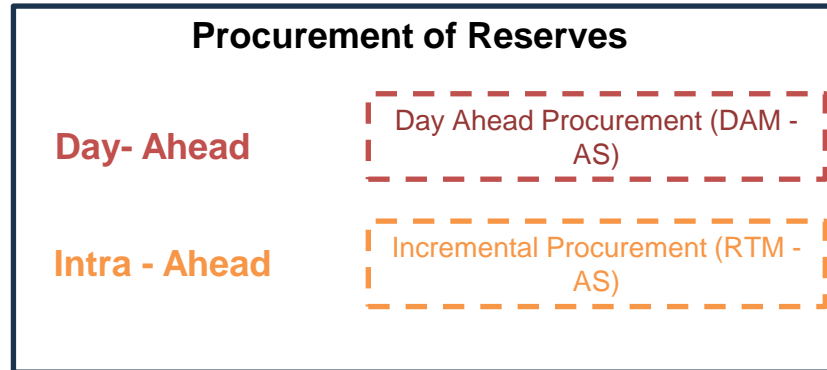 Procurement of Reserves
Day- Ahead
Day Ahead Procurement (DAM -
AS)
Intra - Ahead
Incremental Procurement (RTM -
AS)